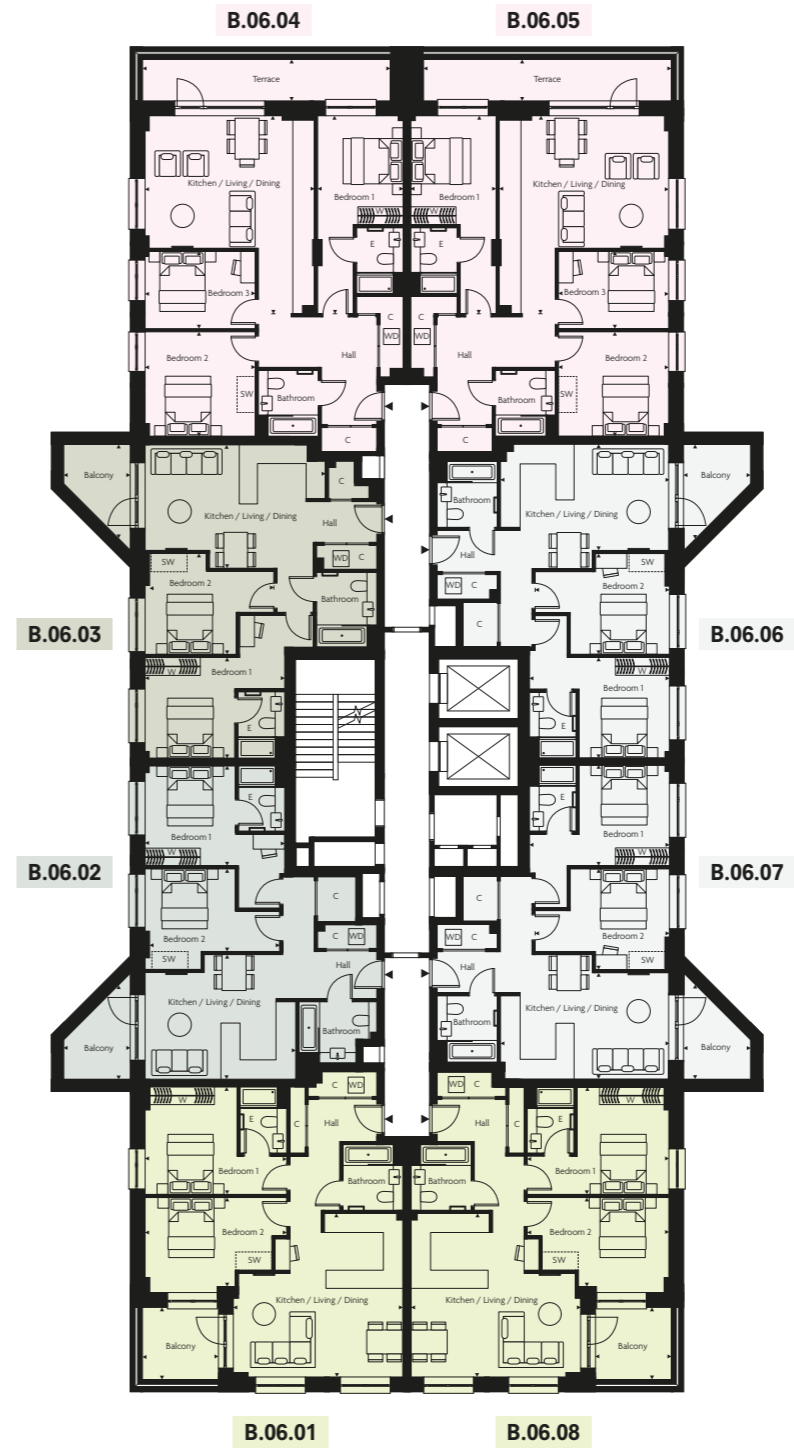 B.06.04
B.06.05
Terrace
Terrace
Kitchen / Living / Dining
Bedroom 1
W
E
Bedroom 1
W
E
Kitchen / Living / Dining
Bedroom 3
Bedroom 3
C
WD
C
WD
Bedroom 2
Hall
Hall
Bedroom 2
SW
Bathroom
Bathroom
SW
C
C
Balcony
Kitchen / Living / Dining
C
Hall
WD C
SW
Bedroom 2
Bathroom
B.06.03
Bedroom 1
W
E
Bathroom
Kitchen / Living / Dining
Balcony
Hall
WD C
SW
Bedroom 2
C
B.06.06
Bedroom 1
W
E
Bedroom 1
E
W
B.06.02
C
Bedroom 2
C WD
SW
Hall
Kitchen / Living / Dining
Bathroom
Balcony
E
Bedroom 1
W
B.06.07
C
Bedroom 2
WD C
SW
Hall
Kitchen / Living / Dining
Bathroom
Balcony
W
C WD
E
C
Hall
Bedroom 1
Bathroom
Bedroom 2
SW
Kitchen / Living / Dining
Balcony
WD C
W
Hall
C
E
Bedroom 1
Bathroom
Bedroom 2
SW
Kitchen / Living / Dining
Balcony
B.06.01
B.06.08